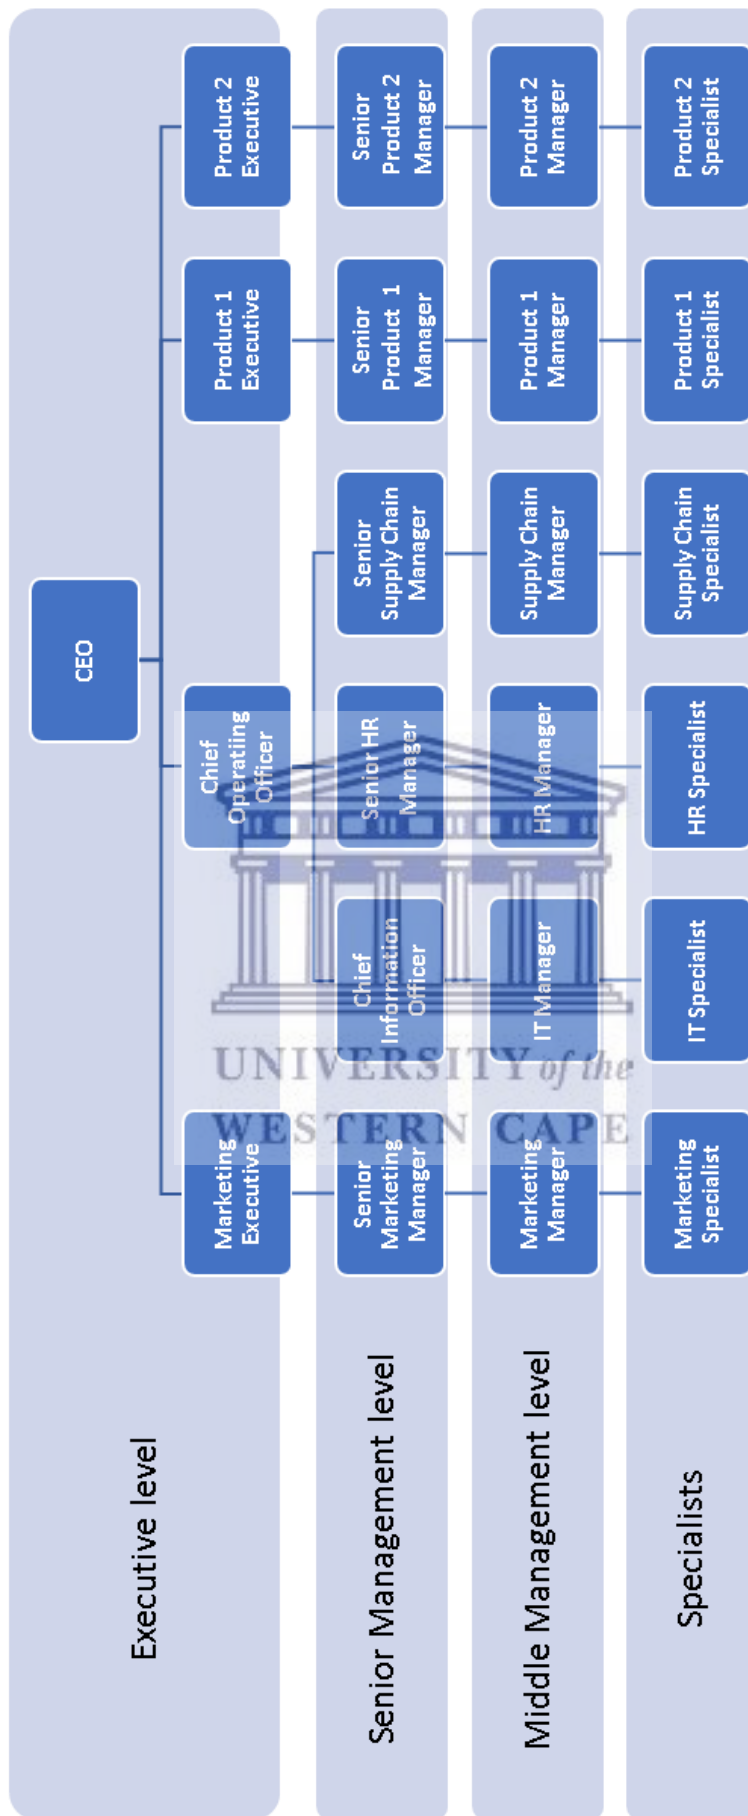 Executive level
CEO
Marketing
Executive
Chief
Operatiing
Officer
Product 1
Executive
Product 2
Executive
Senior Management level
Senior
Marketing
Manager
Chief
Information
Officer
Senior HR
Manager
Senior
Supply Chain
Manager
Senior
Product 1
Manager
Senior
Product 2
Manager
Middle Management level
Marketing
Manager
IT Manager
HR Manager
Supply Chain
Manager
Product 1
Manager
Product 2
Manager
Specialists
Marketing
Specialist
IT Specialist
HR Specialist
Supply Chain
Specialist
Product 1
Specialist
Product 2
Specialist
UNIVERSITY of the
WESTERN CAPE